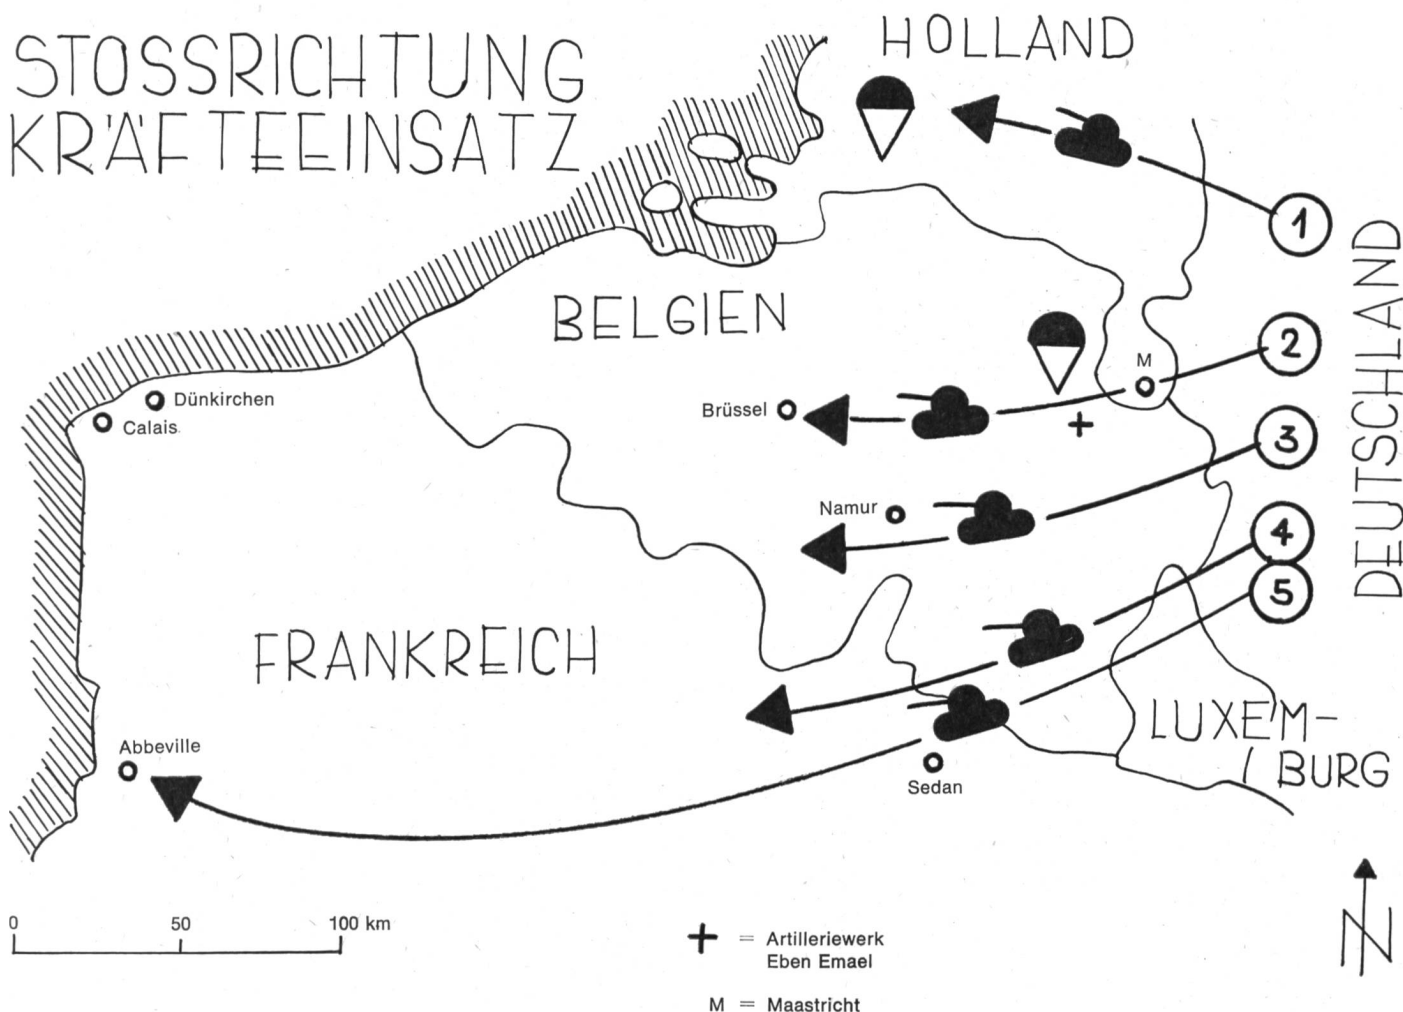 STOSSRICHTUNG
KRÄFTEEINSATZ
HOLLAND
1
DEUTSCHLAND
BELGIEN
2
M
Dünkirchen
Calais
Brüssel
3
Namur
4
5
FRANKREICH
LUXEM-
BURG
Abbeville
Sedan
0 50 100 km
+ = Artilleriewerk
Eben Emael
M = Maastricht
N